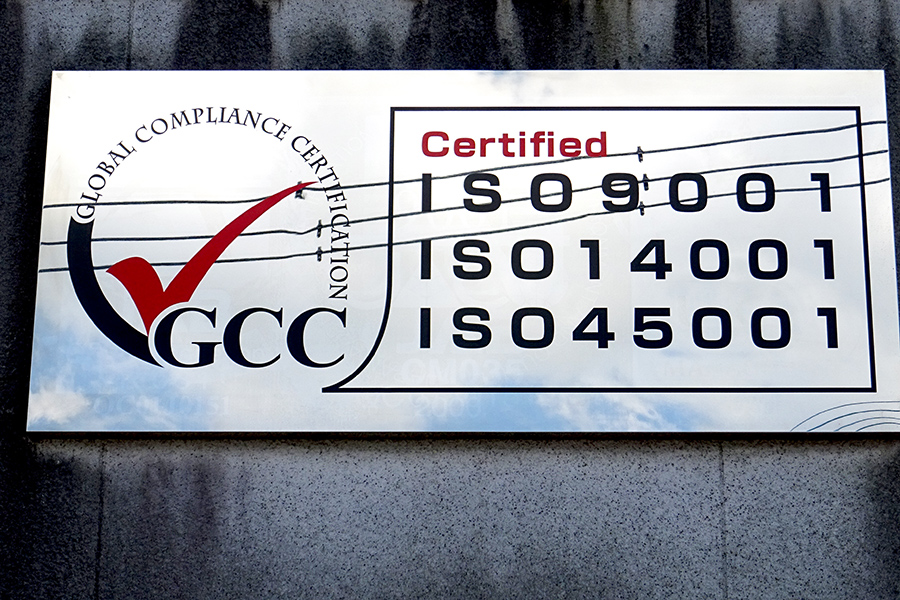 GLOBAL COMPLIANCE CERTIFICATION
GCC
Certified
ISO9001
ISO14001
ISO45001